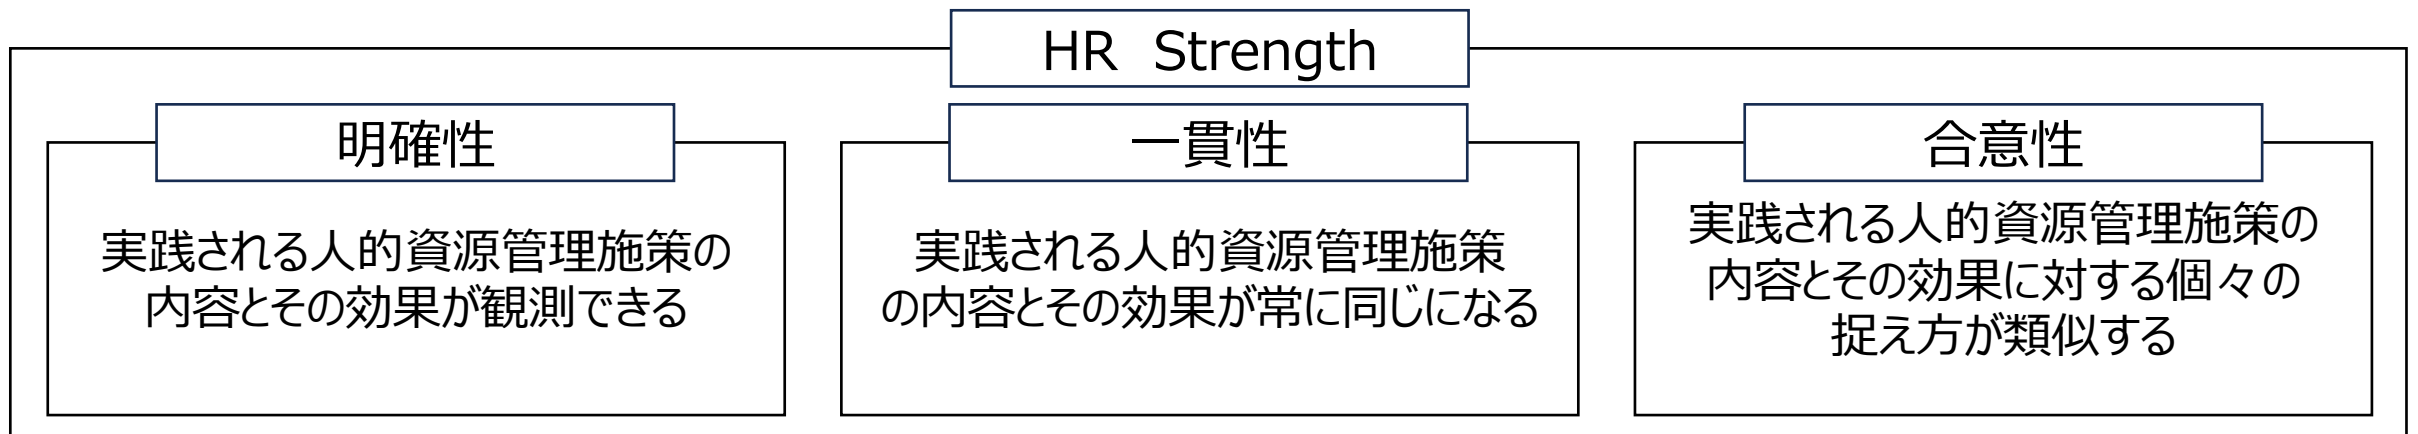 HR Strength
明確性
実践される人的資源管理施策の
内容とその効果が観測できる
一貫性
実践される人的資源管理施策
の内容とその効果が常に同じになる
合意性
実践される人的資源管理施策の
内容とその効果に対する個々の
捉え方が類似する